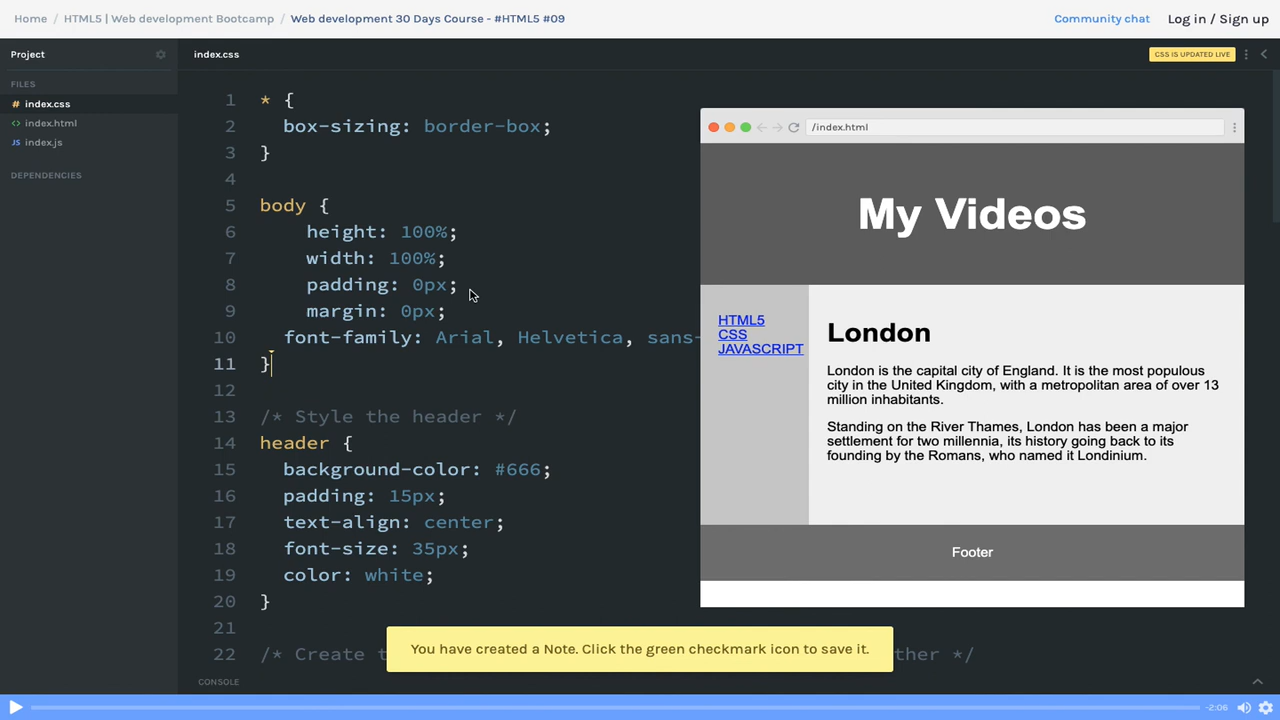 Home / HTML5 | Web development Bootcamp / Web development 30 Days Course - #HTML5 #09
Community chat
Log in / Sign up
Project
index.css
CSS IS UPDATED LIVE
FILES
# index.css
<> index.html
JS index.js
DEPENDENCIES
1 * {
2 box-sizing: border-box;
3 }
4
5 body {
6 height: 100%;
7 width: 100%;
8 padding: 0px;
9 margin: 0px;
10 font-family: Arial, Helvetica, sans-
11 }
12
13 /* Style the header */
14 header {
15 background-color: #666;
16 padding: 15px;
17 text-align: center;
18 font-size: 35px;
19 color: white;
20 }
21
22 /* Create t ther */
/index.html
My Videos
HTML5
CSS
JAVASCRIPT
London
London is the capital city of England. It is the most populous
city in the United Kingdom, with a metropolitan area of over 13
million inhabitants.
Standing on the River Thames, London has been a major
settlement for two millennia, its history going back to its
founding by the Romans, who named it Londinium.
Footer
You have created a Note. Click the green checkmark icon to save it.
CONSOLE
-2:06